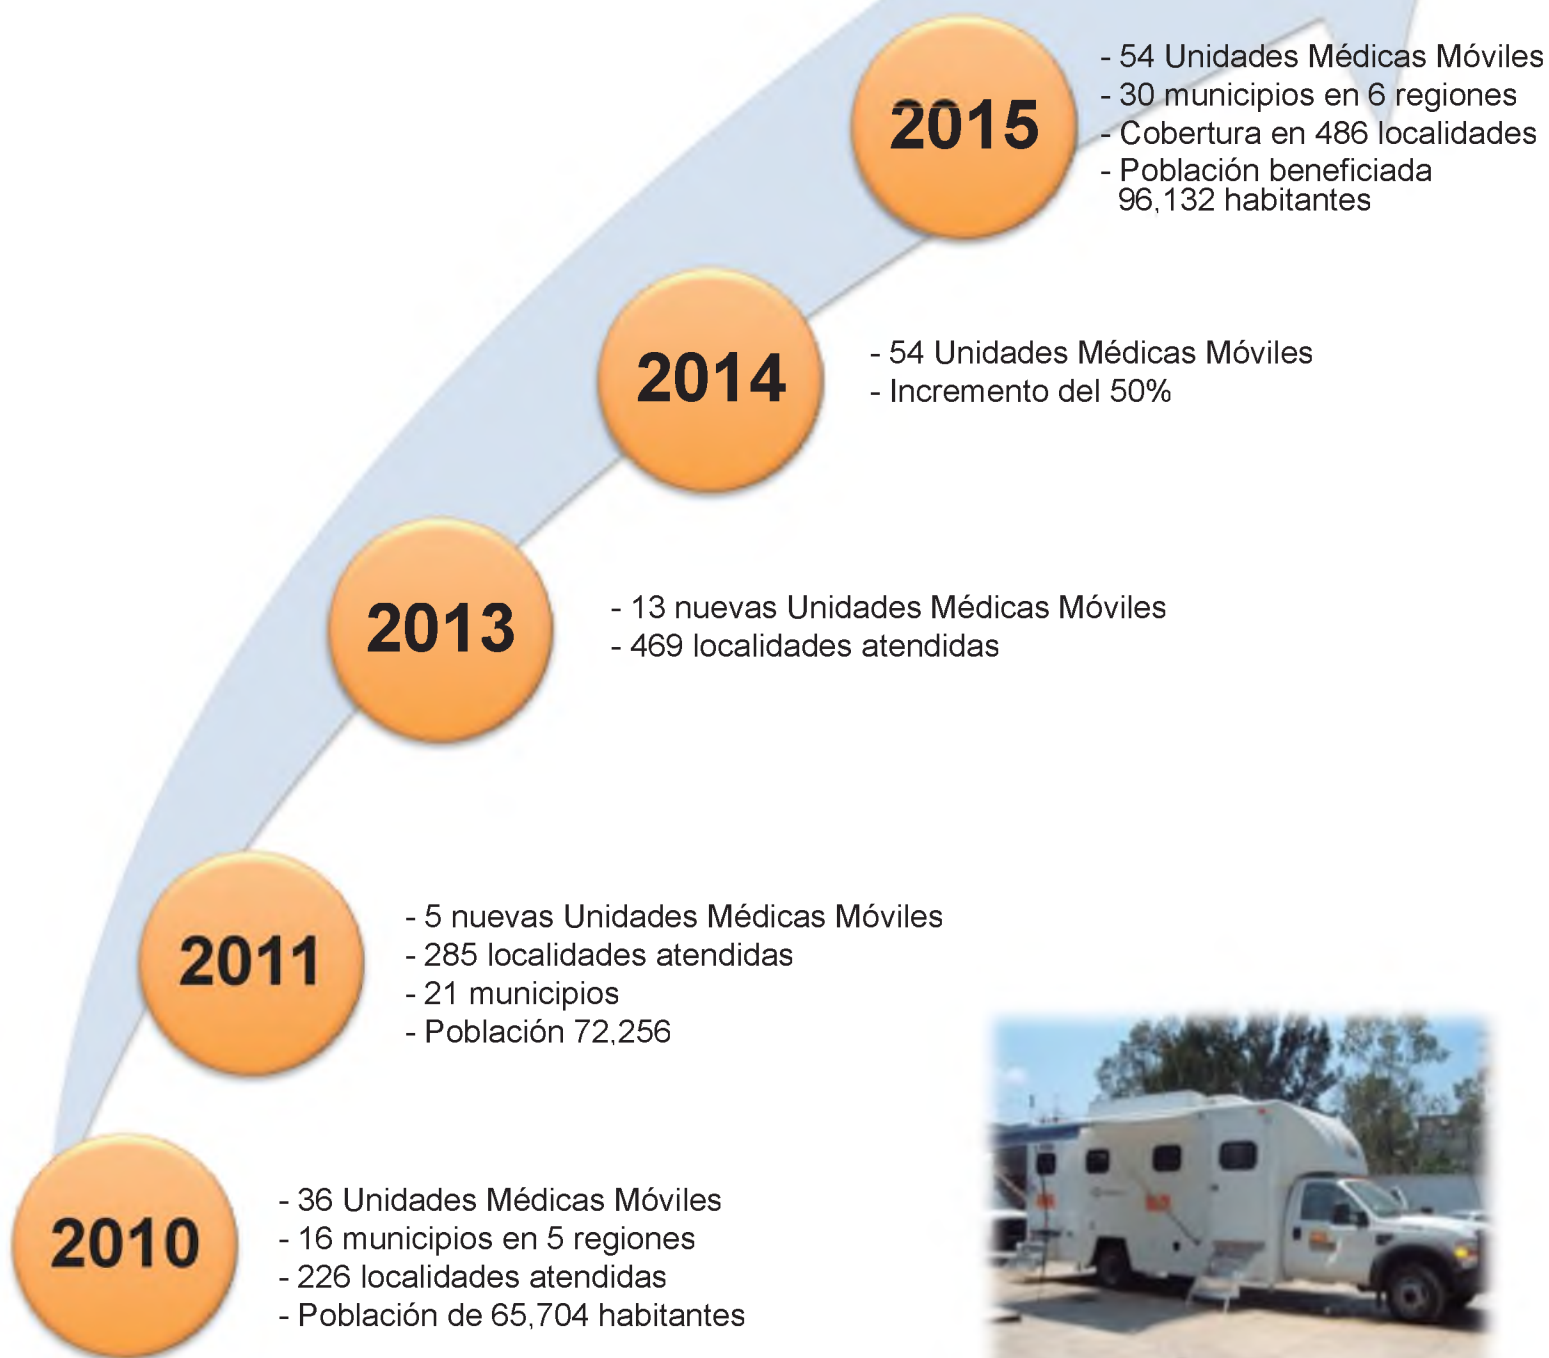 2015
- 54 Unidades Médicas Móviles
- 30 municipios en 6 regiones
- Cobertura en 486 localidades
- Población beneficiada
96,132 habitantes
2014
- 54 Unidades Médicas Móviles
- Incremento del 50%
2013
- 13 nuevas Unidades Médicas Móviles
- 469 localidades atendidas
2011
- 5 nuevas Unidades Médicas Móviles
- 285 localidades atendidas
- 21 municipios
- Población 72,256
2010
- 36 Unidades Médicas Móviles
- 16 municipios en 5 regiones
- 226 localidades atendidas
- Población de 65,704 habitantes